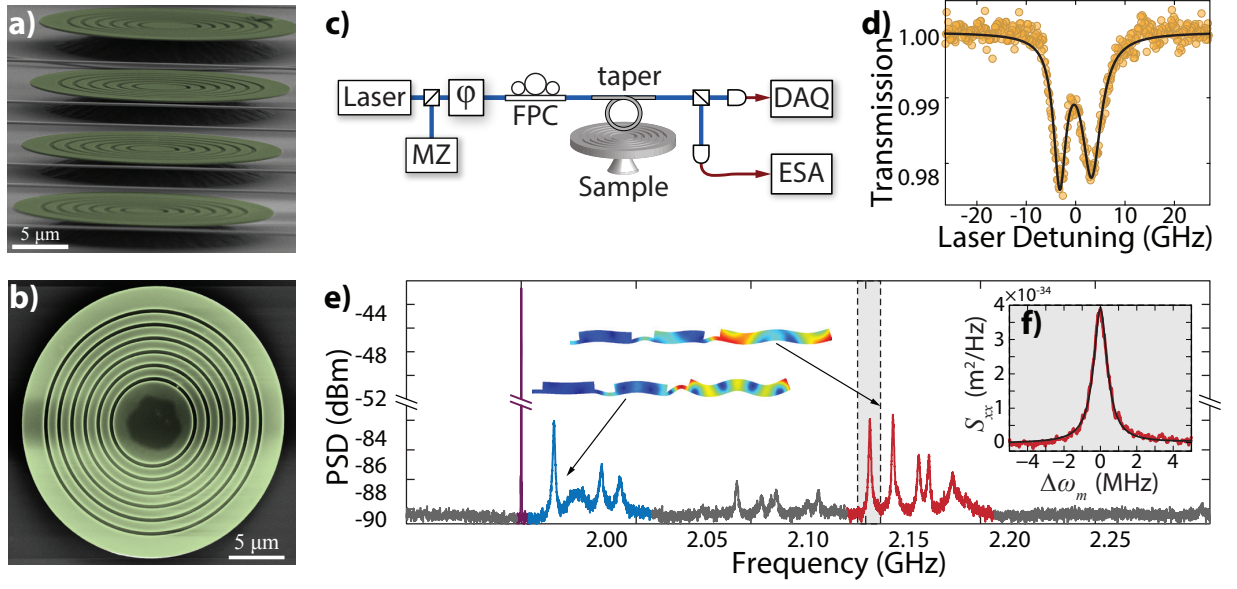 a)
5 μm
b)
5 μm
c)
Laser
φ
MZ
FPC
taper
Sample
DAQ
ESA
d)
Transmission
1.00
0.99
0.98
-20 -10 0 10 20
Laser Detuning (GHz)
e)
PSD (dBm)
-44
-48
-52
-84
-86
-88
-90
2.00 2.05 2.10 2.15 2.20 2.25
Frequency (GHz)
f)
×10⁻³⁴
Sxx (m²/Hz)
4
2
0
-4 -2 0 2 4
Δωm (MHz)